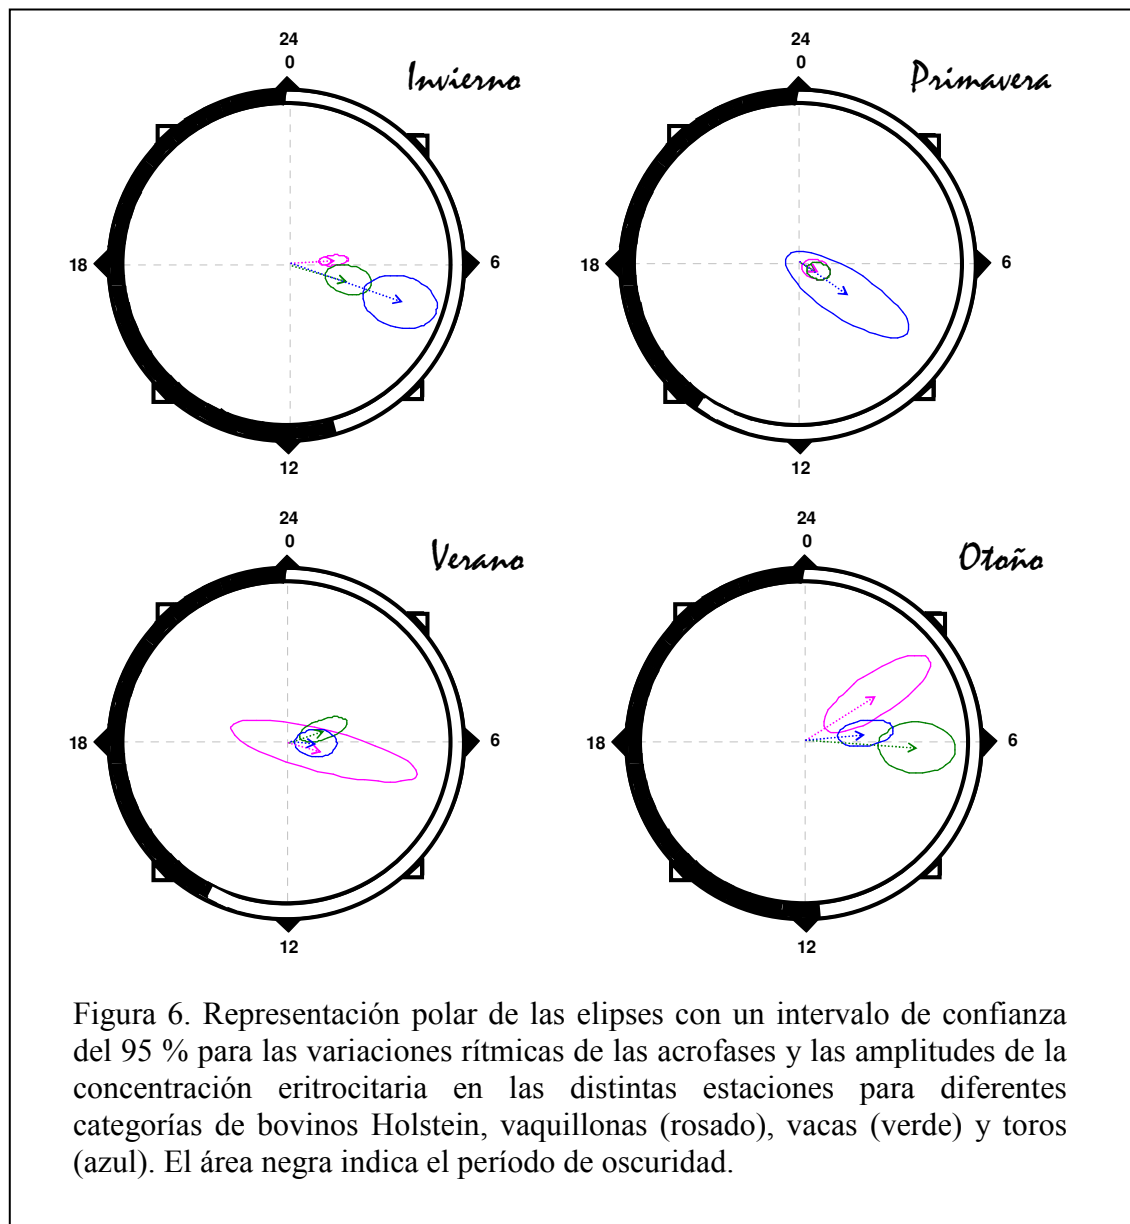 24
0
Invierno
18
6
12
24
0
Primavera
18
6
12
24
0
Verano
18
6
12
24
0
Otoño
18
6
12
Figura 6. Representación polar de las elipses con un intervalo de confianza
del 95 % para las variaciones rítmicas de las acrofases y las amplitudes de la
concentración eritrocitaria en las distintas estaciones para diferentes
categorías de bovinos Holstein, vaquillonas (rosado), vacas (verde) y toros
(azul). El área negra indica el período de oscuridad.